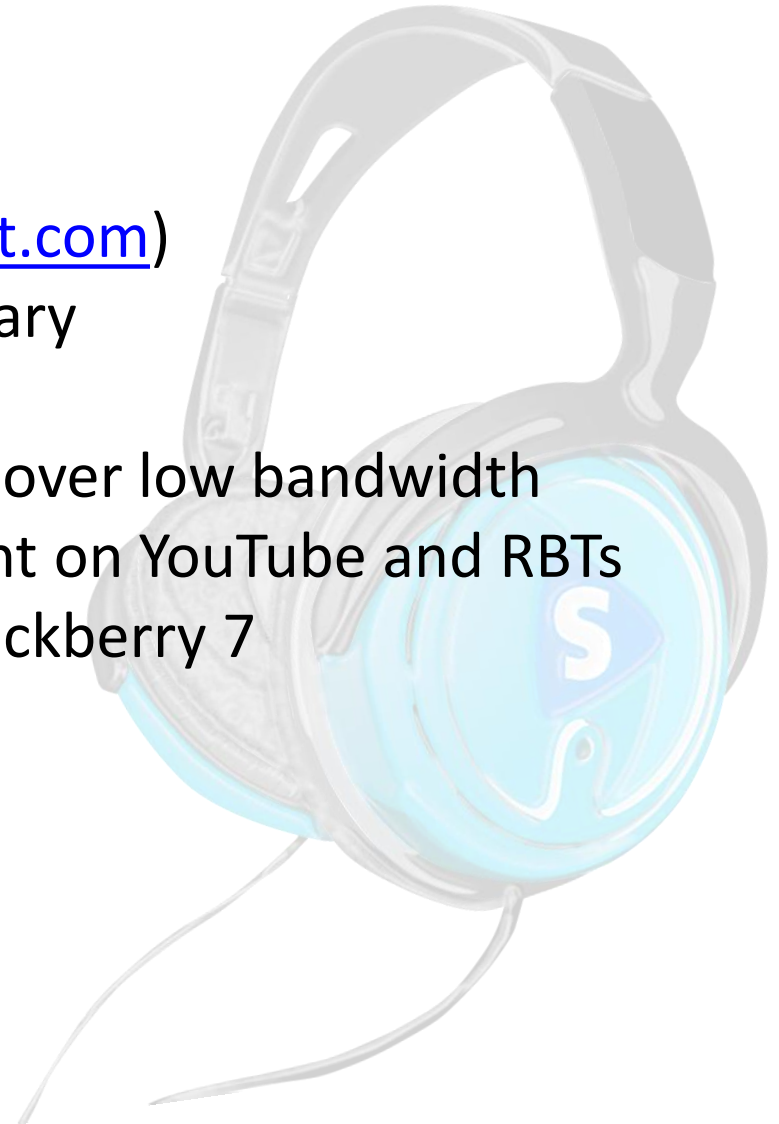 t.com)
ary
over low bandwidth
nt on YouTube and RBTs
ckberry 7
S